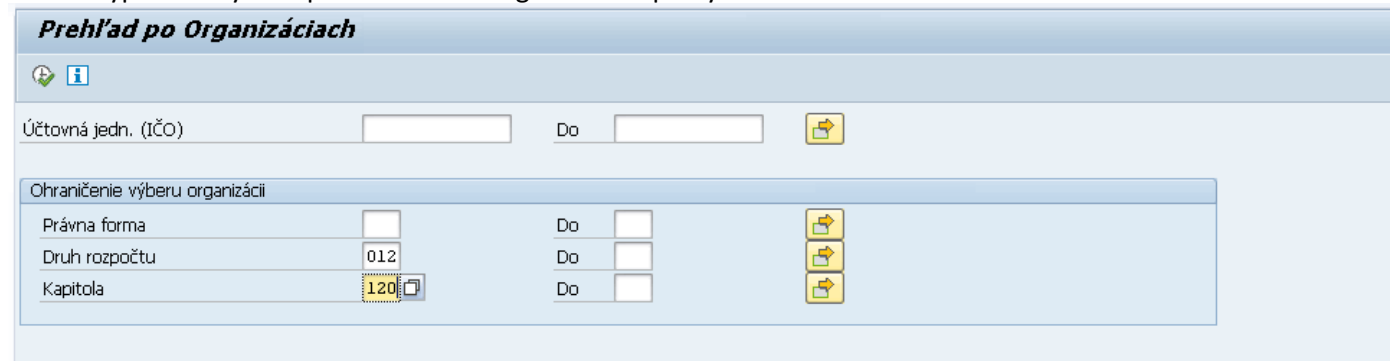 Prehľad po Organizáciach
Účtovná jedn. (IČO) Do
Ohraničenie výberu organizácii
Právna forma Do
Druh rozpočtu 012 Do
Kapitola 120 Do